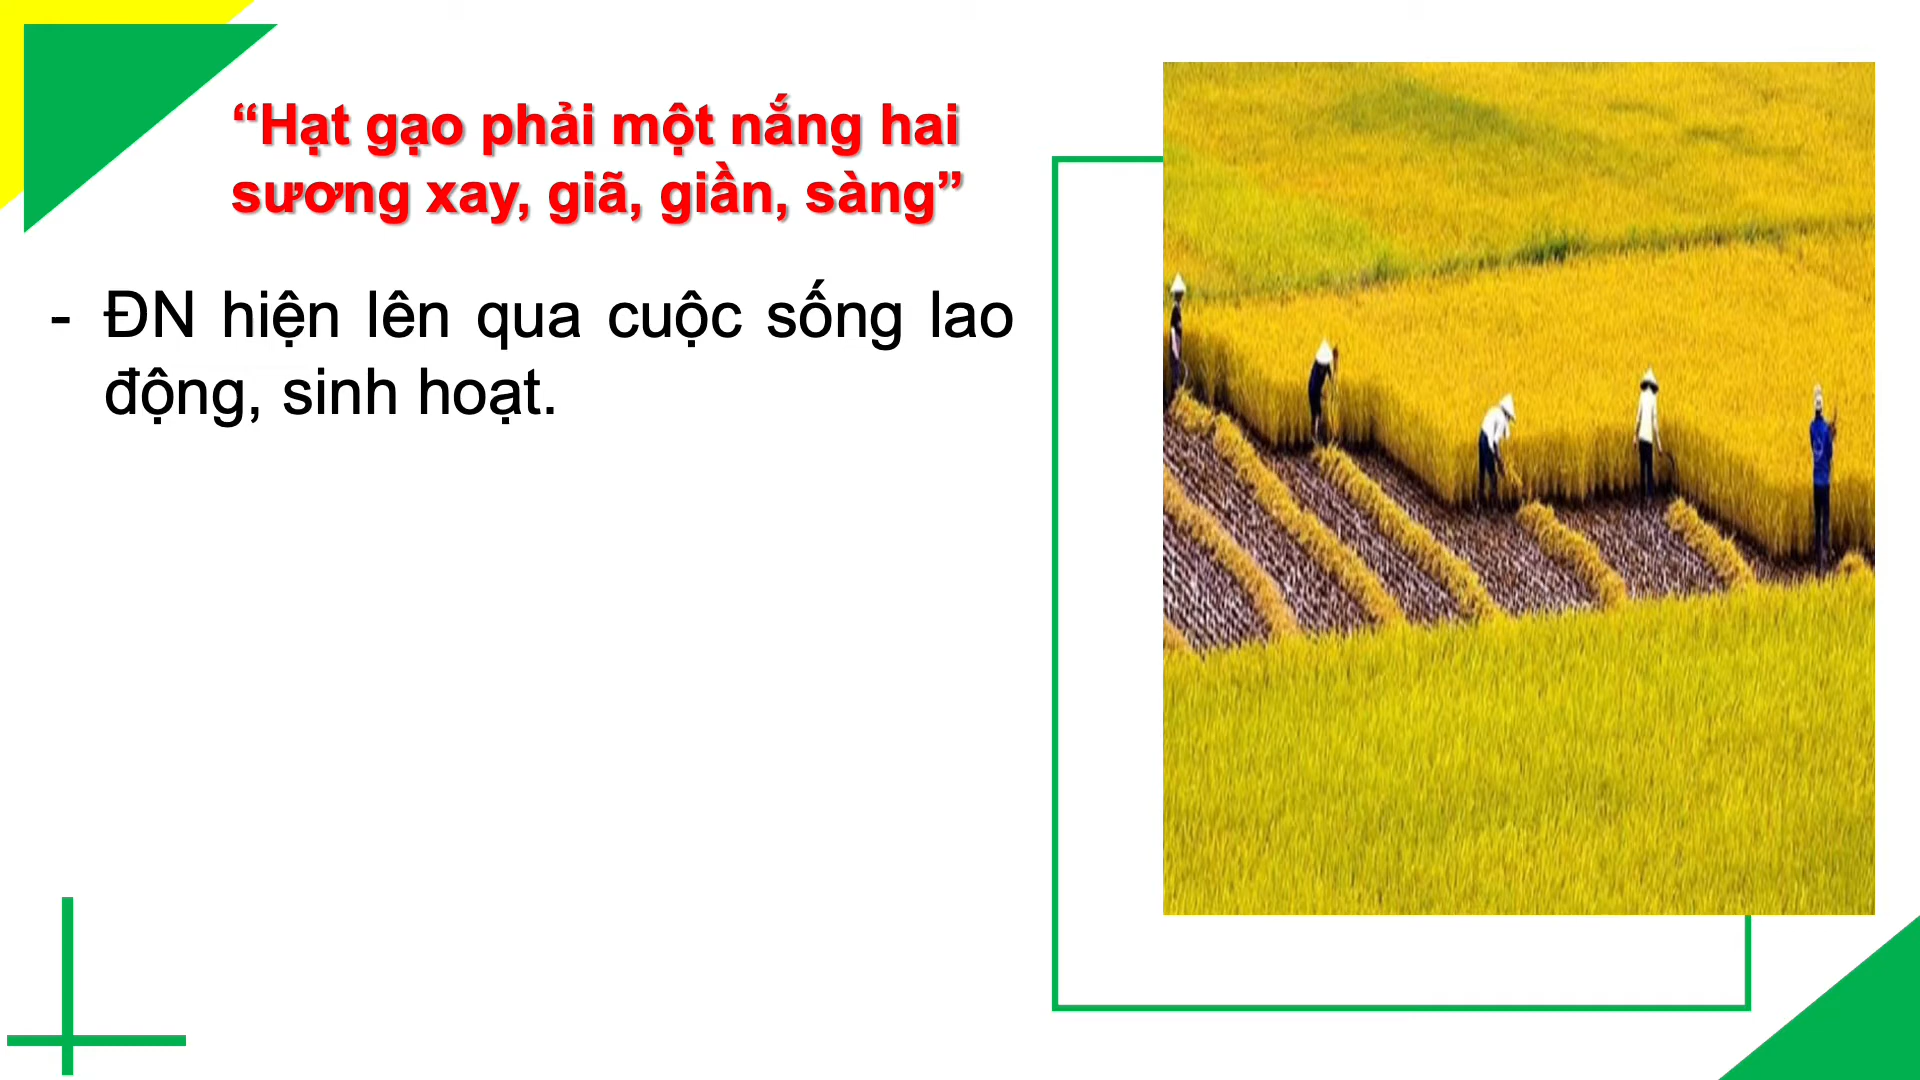 “Hạt gạo phải một nắng hai
sương xay, giã, giần, sàng”
- ĐN hiện lên qua cuộc sống lao
động, sinh hoạt.